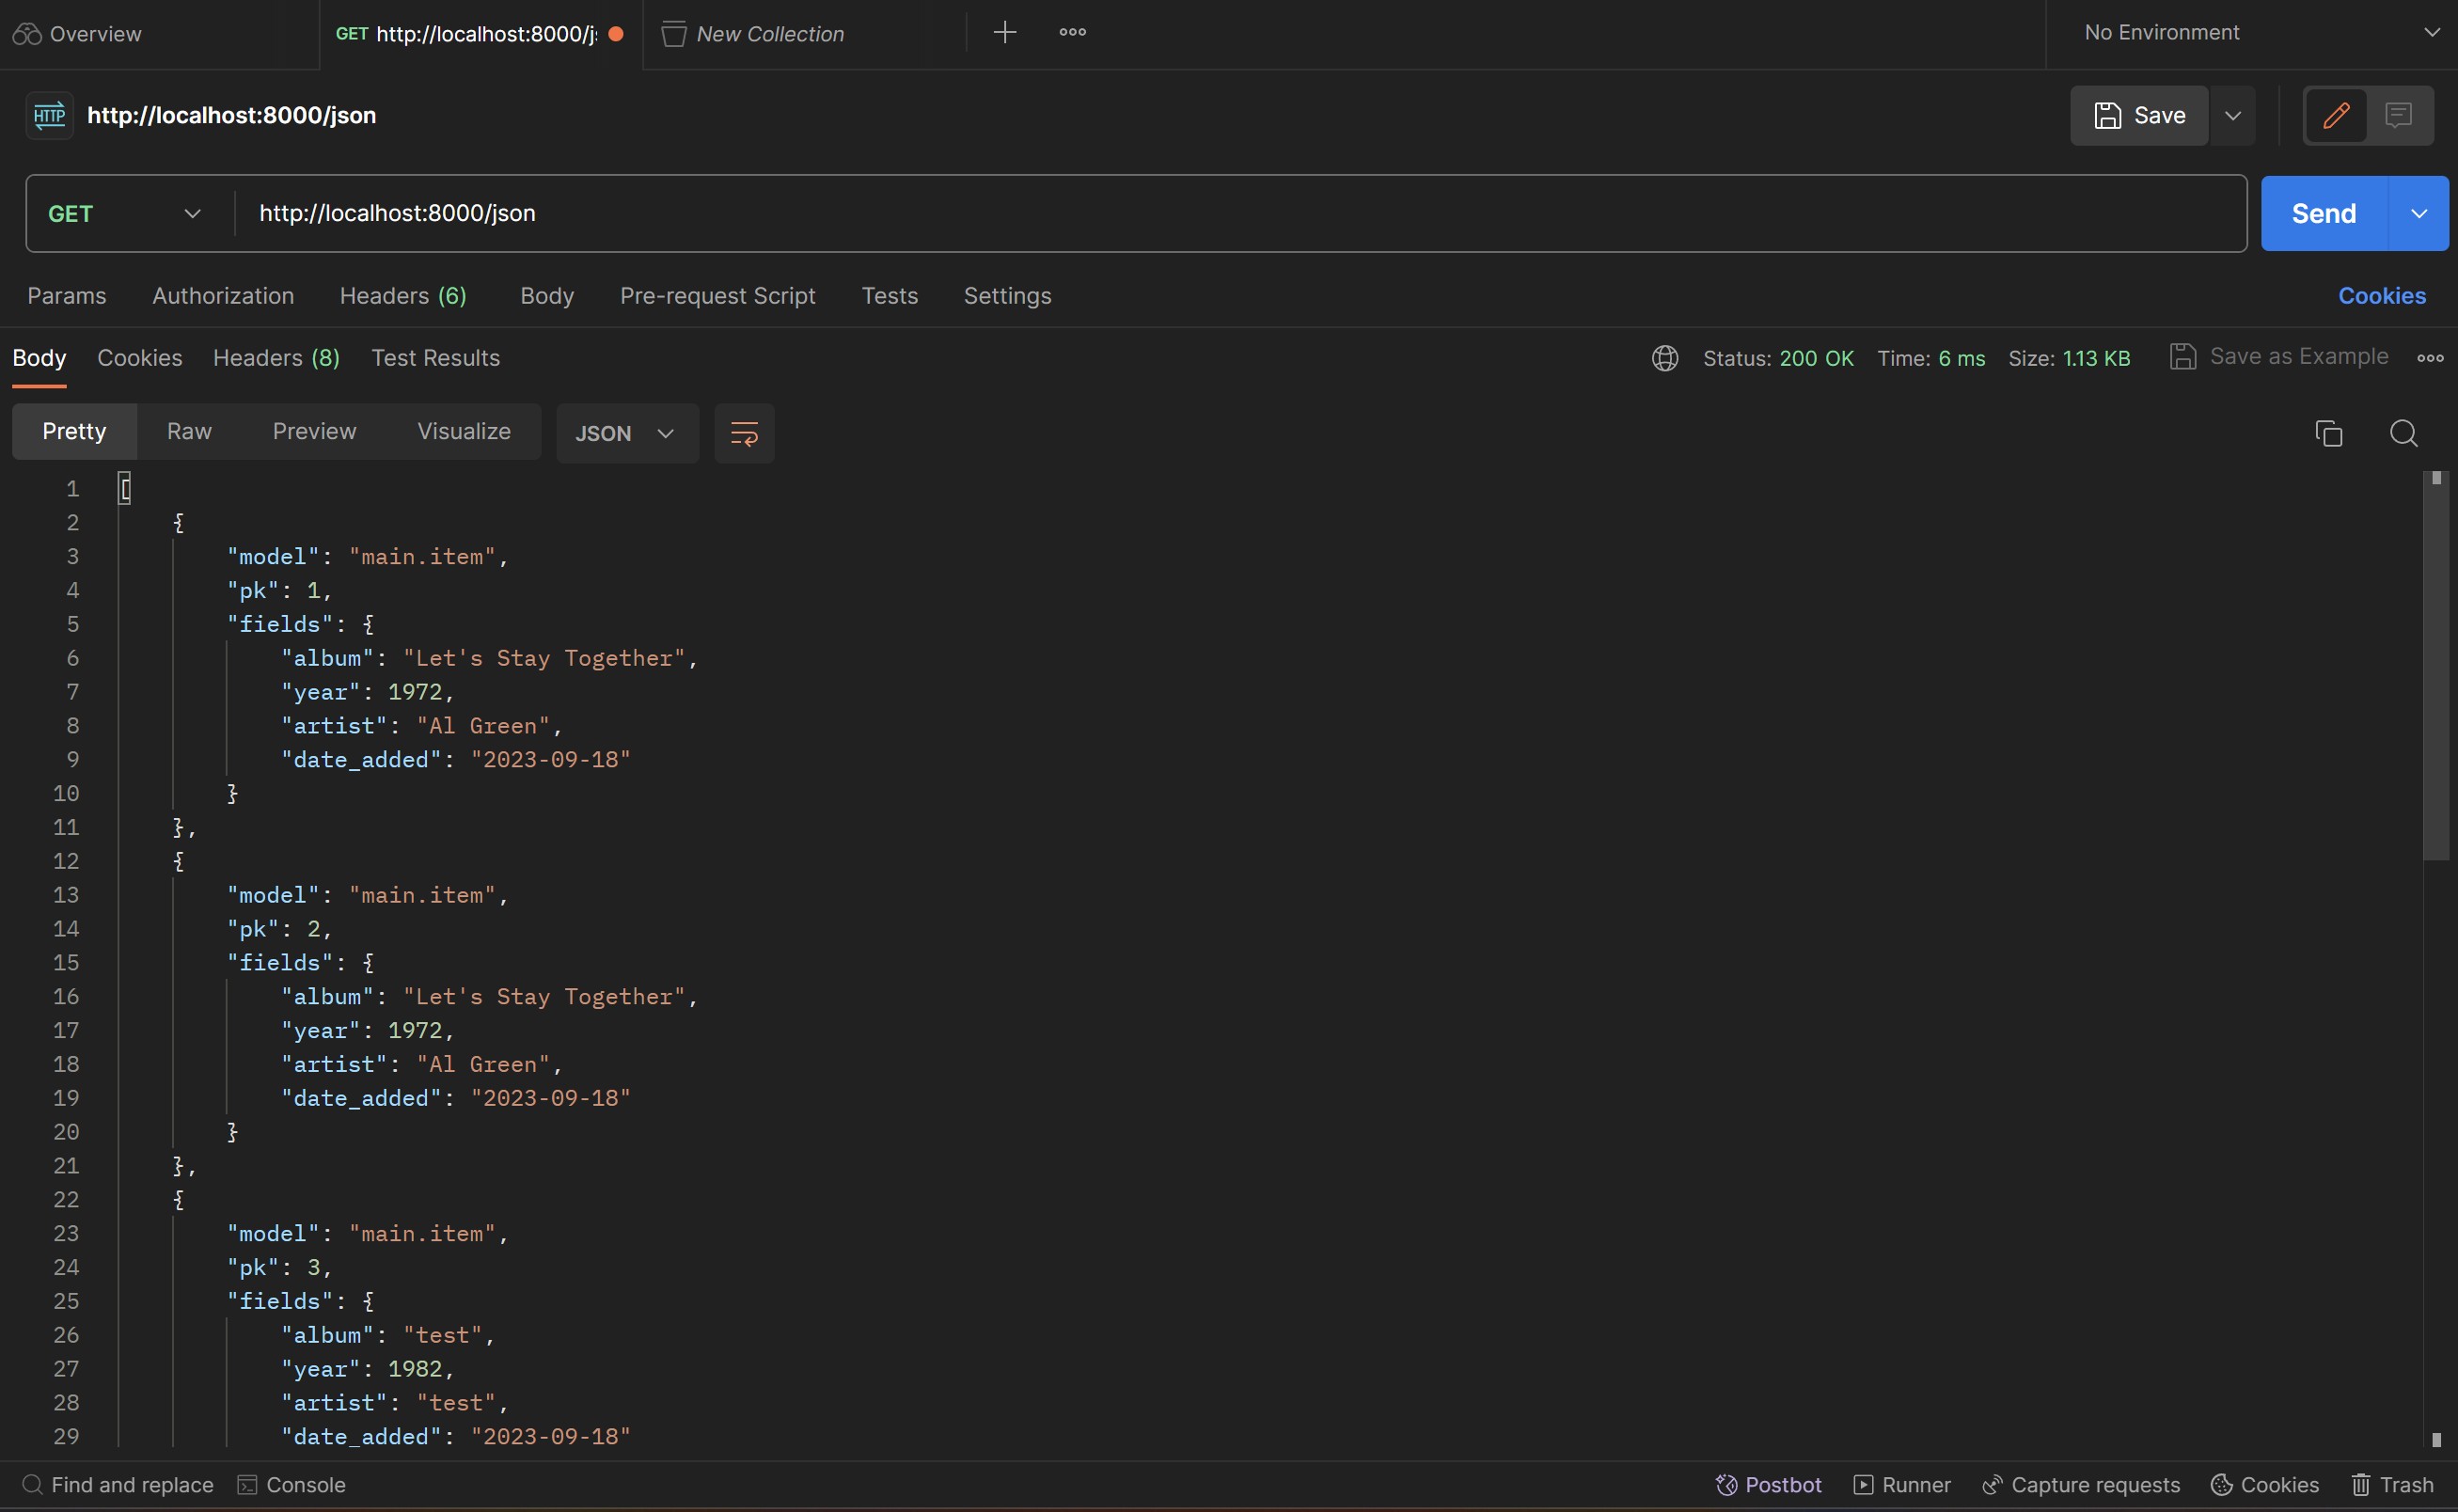 Overview
GET http://localhost:8000/j
New Collection
No Environment
HTTP http://localhost:8000/json
Save
GET http://localhost:8000/json
Send
Params Authorization Headers (6) Body Pre-request Script Tests Settings Cookies
Body Cookies Headers (8) Test Results Status: 200 OK Time: 6 ms Size: 1.13 KB Save as Example
Pretty Raw Preview Visualize JSON
1 [
2 {
3 "model": "main.item",
4 "pk": 1,
5 "fields": {
6 "album": "Let's Stay Together",
7 "year": 1972,
8 "artist": "Al Green",
9 "date_added": "2023-09-18"
10 }
11 },
12 {
13 "model": "main.item",
14 "pk": 2,
15 "fields": {
16 "album": "Let's Stay Together",
17 "year": 1972,
18 "artist": "Al Green",
19 "date_added": "2023-09-18"
20 }
21 },
22 {
23 "model": "main.item",
24 "pk": 3,
25 "fields": {
26 "album": "test",
27 "year": 1982,
28 "artist": "test",
29 "date_added": "2023-09-18"
Find and replace Console Postbot Runner Capture requests Cookies Trash